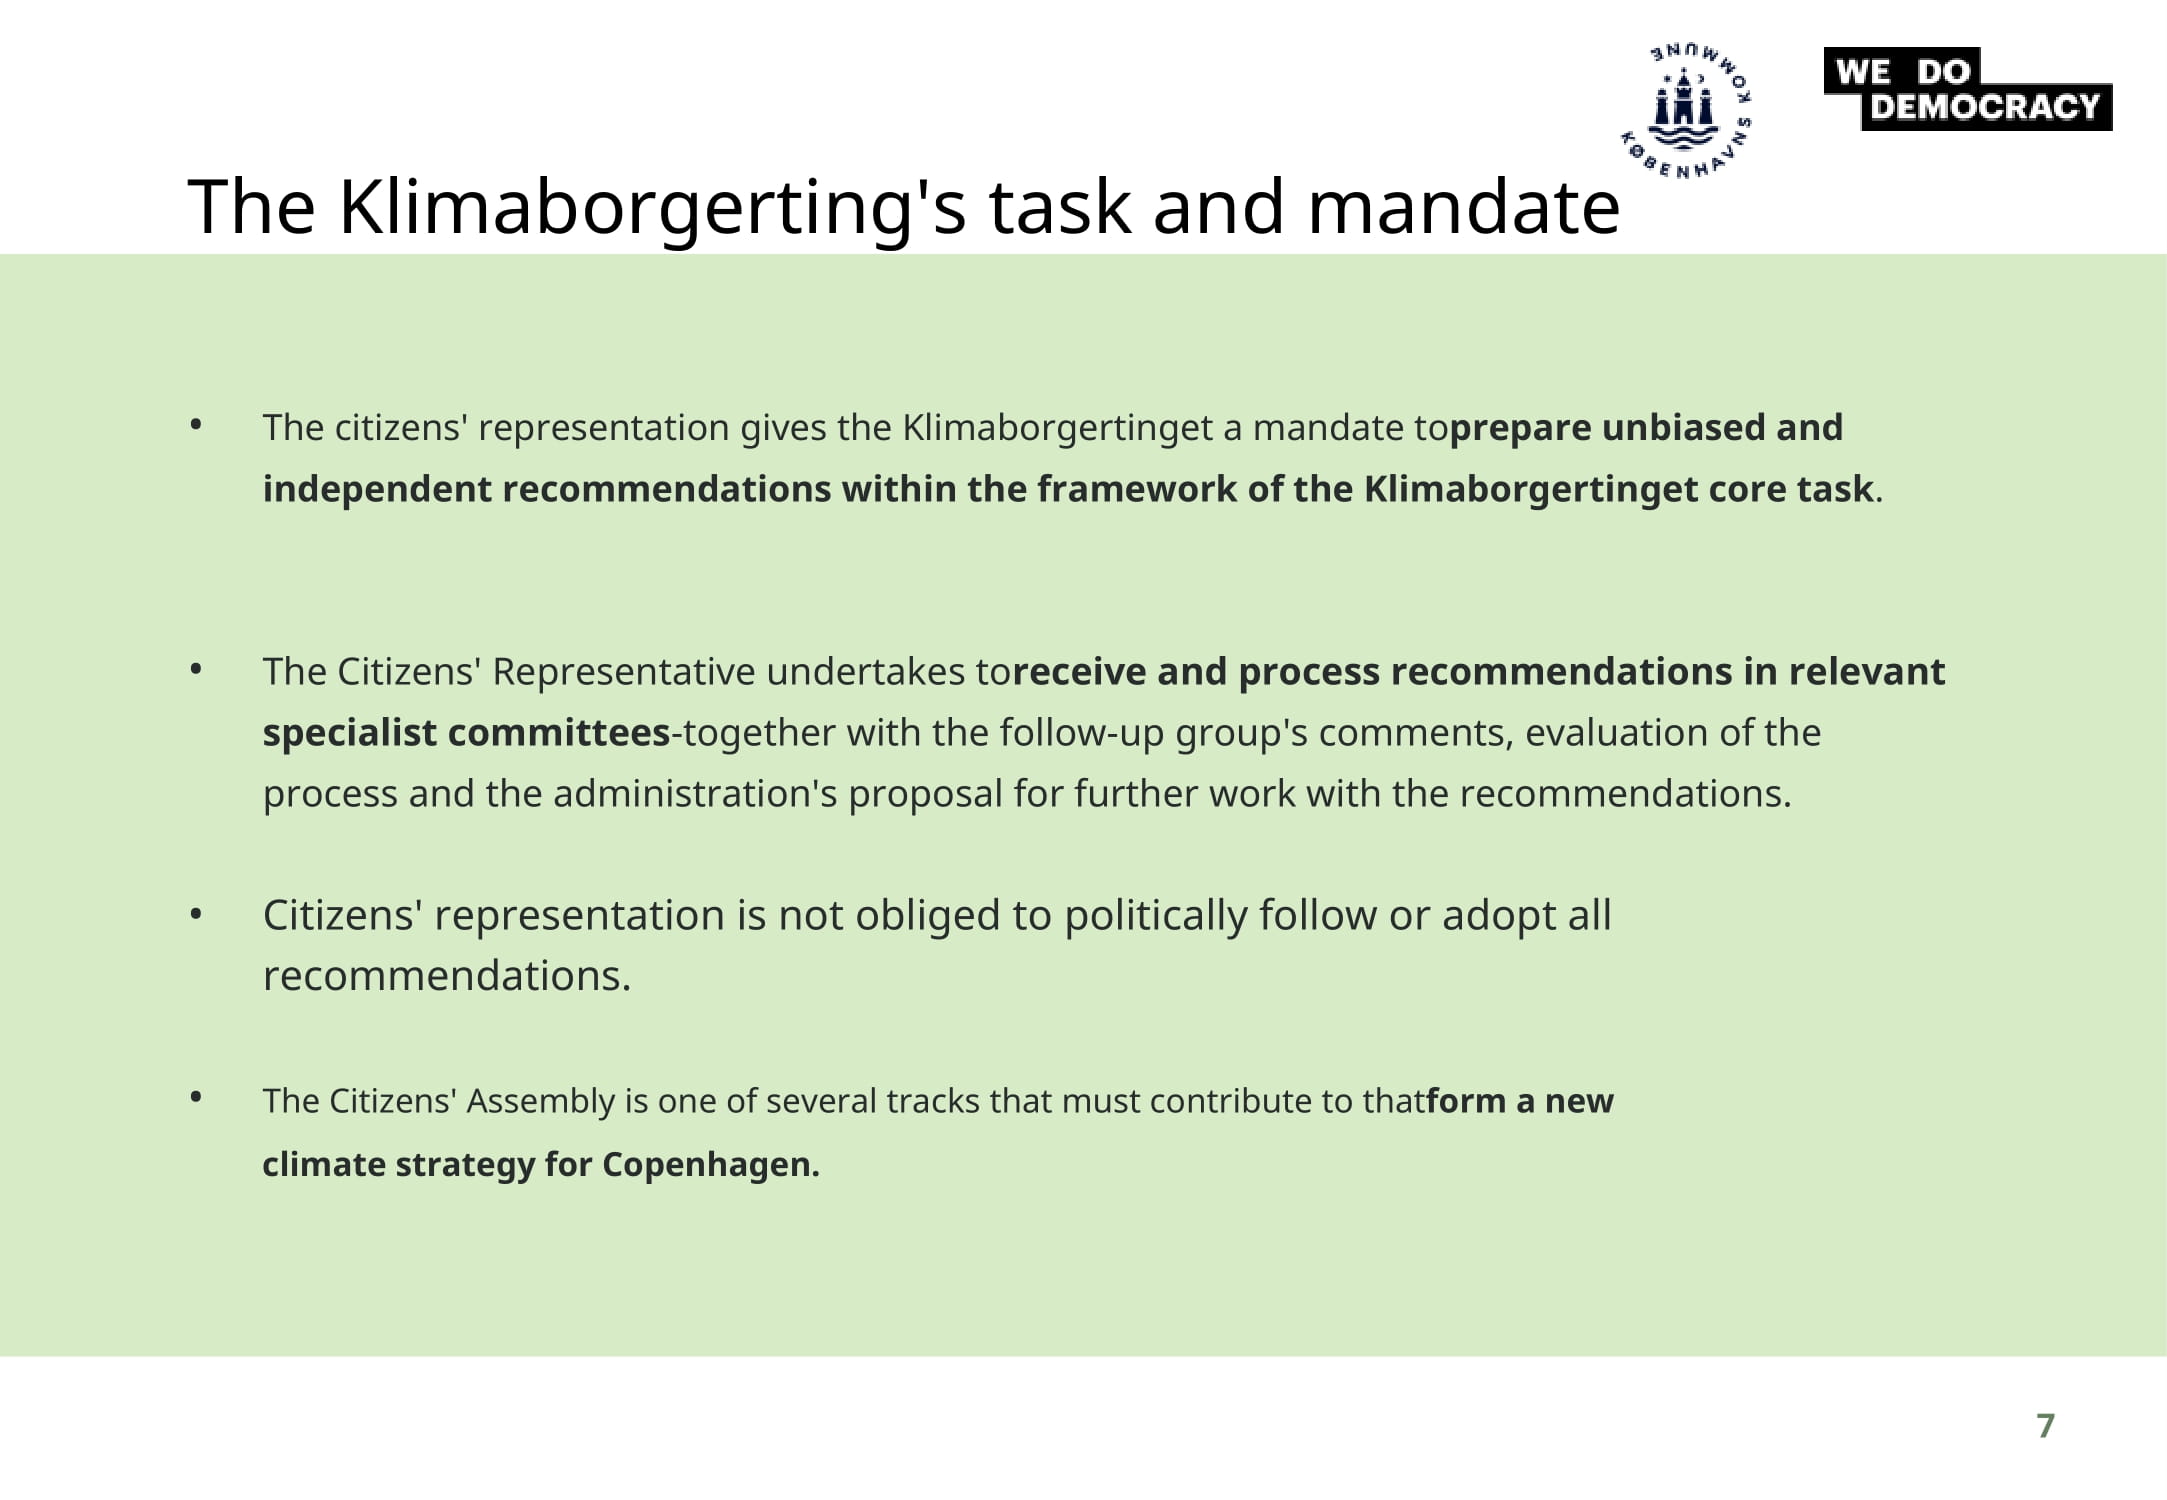 KØBENHAVNS KOMMUNE
WE DO
DEMOCRACY
The Klimaborgerting's task and mandate
• The citizens' representation gives the Klimaborgertinget a mandate toprepare unbiased and
independent recommendations within the framework of the Klimaborgertinget core task.
• The Citizens' Representative undertakes toreceive and process recommendations in relevant
specialist committees-together with the follow-up group's comments, evaluation of the
process and the administration's proposal for further work with the recommendations.
• Citizens' representation is not obliged to politically follow or adopt all
recommendations.
• The Citizens' Assembly is one of several tracks that must contribute to thatform a new
climate strategy for Copenhagen.
7